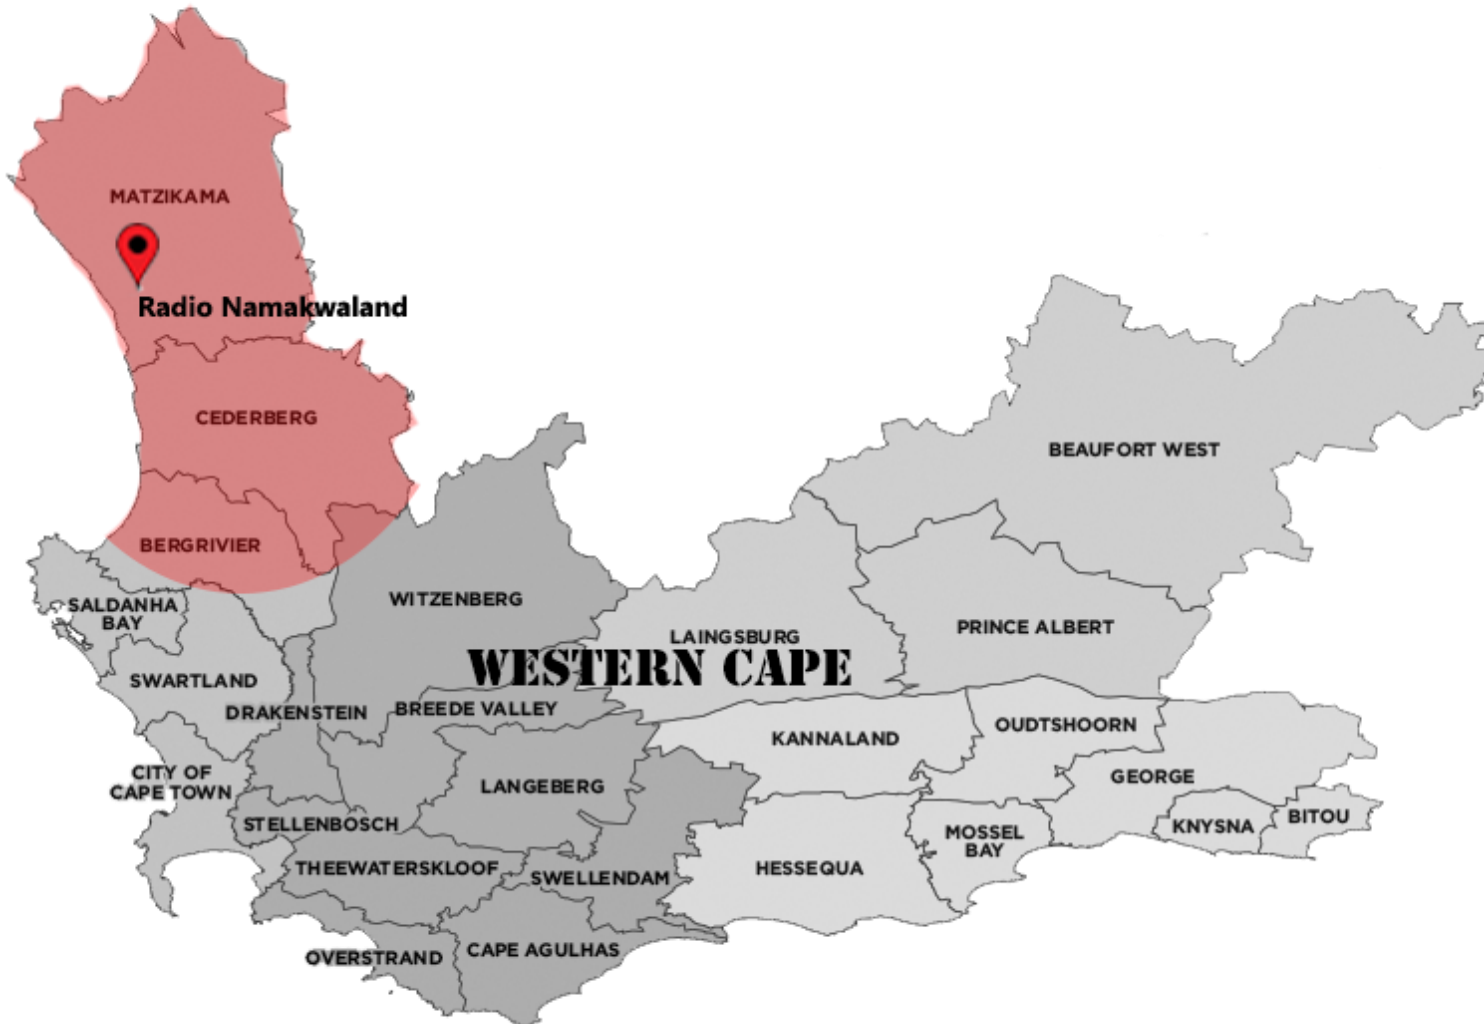 MATZIKAMA
Radio Namakwaland
CEDERBERG
BEAUFORT WEST
BERGRIVIER
WITZENBERG
SALDANHA
BAY
LAINGSBURG
PRINCE ALBERT
WESTERN CAPE
SWARTLAND
DRAKENSTEIN
BREEDE VALLEY
KANNALAND
OUDTSHOORN
CITY OF
CAPE TOWN
LANGEBERG
GEORGE
STELLENBOSCH
MOSSEL
BAY
KNYSNA
BITOU
THEEWATERSKLOOF
SWELLENDAM
HESSEQUA
OVERSTRAND
CAPE AGULHAS